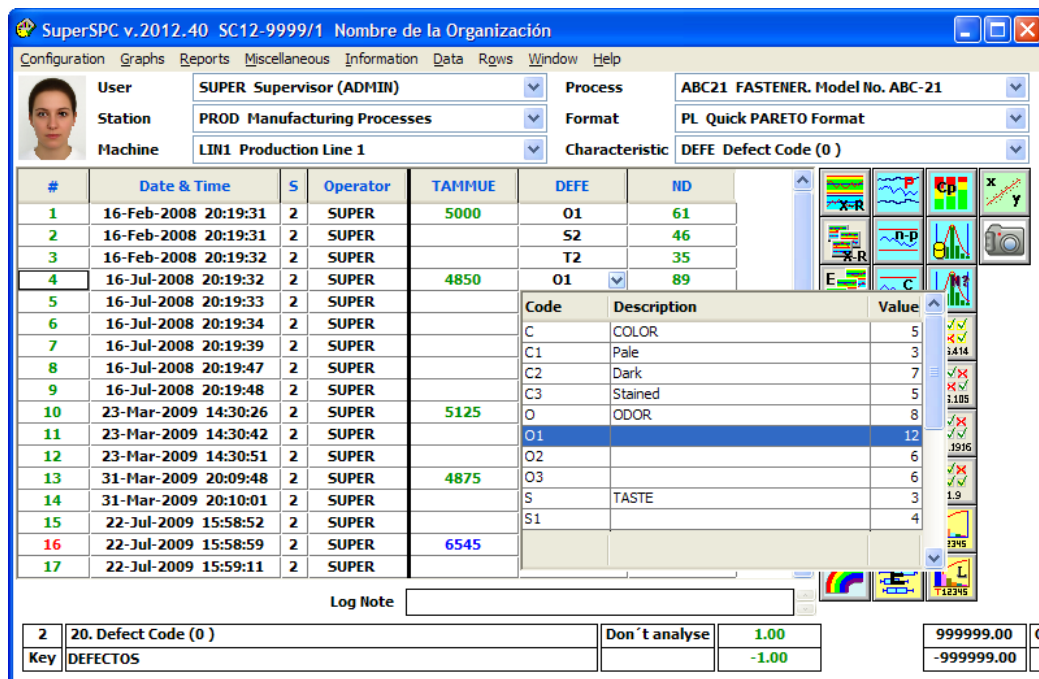 SuperSPC v.2012.40 SC12-9999/1 Nombre de la Organización
Configuration Graphs Reports Miscellaneous Information Data Rows Window Help
User SUPER Supervisor (ADMIN) Process ABC21 FASTENER. Model No. ABC-21
Station PROD Manufacturing Processes Format PL Quick PARETO Format
Machine LIN1 Production Line 1 Characteristic DEFE Defect Code (0 )
# Date & Time S Operator TAMMUE DEFE ND
1 16-Feb-2008 20:19:31 2 SUPER 5000 O1 61
2 16-Feb-2008 20:19:31 2 SUPER S2 46
3 16-Feb-2008 20:19:32 2 SUPER T2 35
4 16-Jul-2008 20:19:32 2 SUPER 4850 O1 89
5 16-Jul-2008 20:19:33 2 SUPER
6 16-Jul-2008 20:19:34 2 SUPER
7 16-Jul-2008 20:19:39 2 SUPER
8 16-Jul-2008 20:19:47 2 SUPER
9 16-Jul-2008 20:19:48 2 SUPER
10 23-Mar-2009 14:30:26 2 SUPER 5125
11 23-Mar-2009 14:30:42 2 SUPER
12 23-Mar-2009 14:30:51 2 SUPER
13 31-Mar-2009 20:09:48 2 SUPER 4875
14 31-Mar-2009 20:10:01 2 SUPER
15 22-Jul-2009 15:58:52 2 SUPER
16 22-Jul-2009 15:58:59 2 SUPER 6545
17 22-Jul-2009 15:59:11 2 SUPER
Code Description Value
C COLOR 5
C1 Pale 3
C2 Dark 7
C3 Stained 5
O ODOR 8
O1 12
O2 6
O3 6
S TASTE 3
S1 4
X-R P Cp x y
X-R n-p
E C N?
.414
.105
.1916
1.9
2345
L
T12345
Log Note
2 20. Defect Code (0 ) Don´t analyse 1.00 999999.00
Key DEFECTOS -1.00 -999999.00